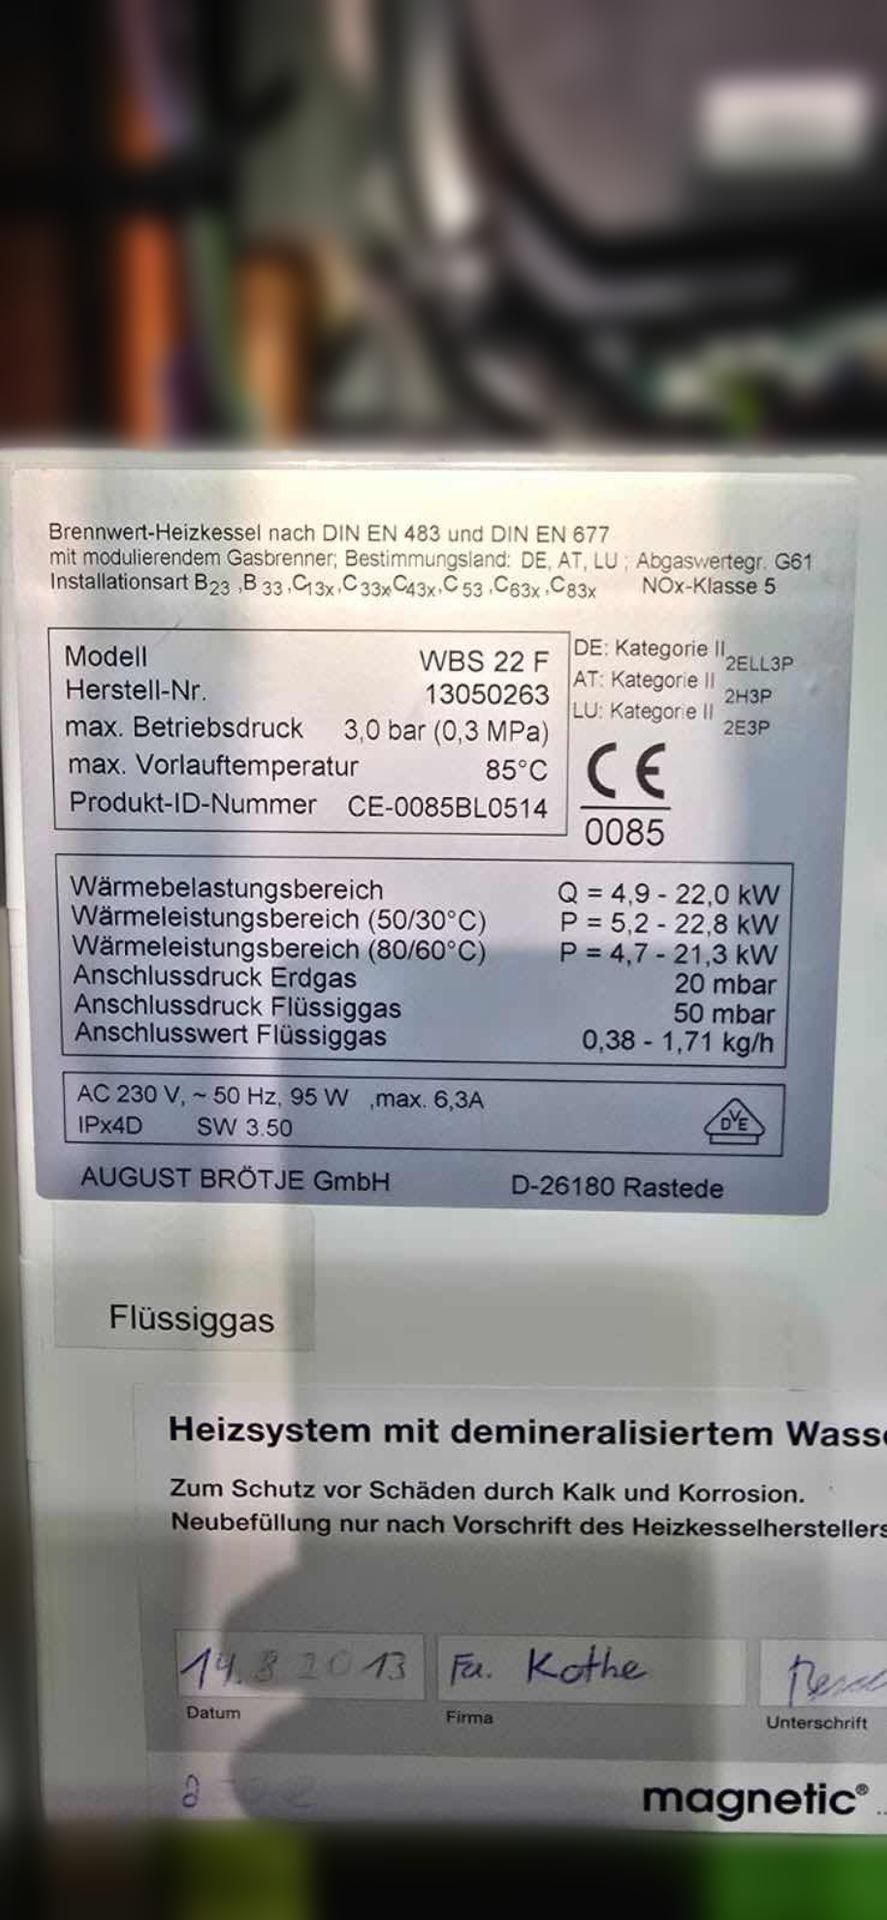 Brennwert-Heizkessel nach DIN EN 483 und DIN EN 677
mit modulierendem Gasbrenner; Bestimmungsland: DE, AT, LU ; Abgaswertegr. G61
Installationsart B23 ,B 33 ,C13x,C 33x,C43x,C 53 ,C63x ,C83x NOx-Klasse 5
Modell WBS 22 F
Herstell-Nr. 13050263
max. Betriebsdruck 3,0 bar (0,3 MPa)
max. Vorlauftemperatur 85°C
Produkt-ID-Nummer CE-0085BL0514
DE: Kategorie II 2ELL3P
AT: Kategorie II 2H3P
LU: Kategorie II 2E3P
CE
0085
Wärmebelastungsbereich Q = 4,9 - 22,0 kW
Wärmeleistungsbereich (50/30°C) P = 5,2 - 22,8 kW
Wärmeleistungsbereich (80/60°C) P = 4,7 - 21,3 kW
Anschlussdruck Erdgas 20 mbar
Anschlussdruck Flüssiggas 50 mbar
Anschlusswert Flüssiggas 0,38 - 1,71 kg/h
AC 230 V, ~ 50 Hz, 95 W ,max. 6,3A
IPx4D SW 3.50
DVE
AUGUST BRÖTJE GmbH D-26180 Rastede
Flüssiggas
Heizsystem mit demineralisiertem Wasse
Zum Schutz vor Schäden durch Kalk und Korrosion.
Neubefüllung nur nach Vorschrift des Heizkesselherstellers
14.8 2013 Fa. Kothe
Datum Firma Unterschrift
magnetic®